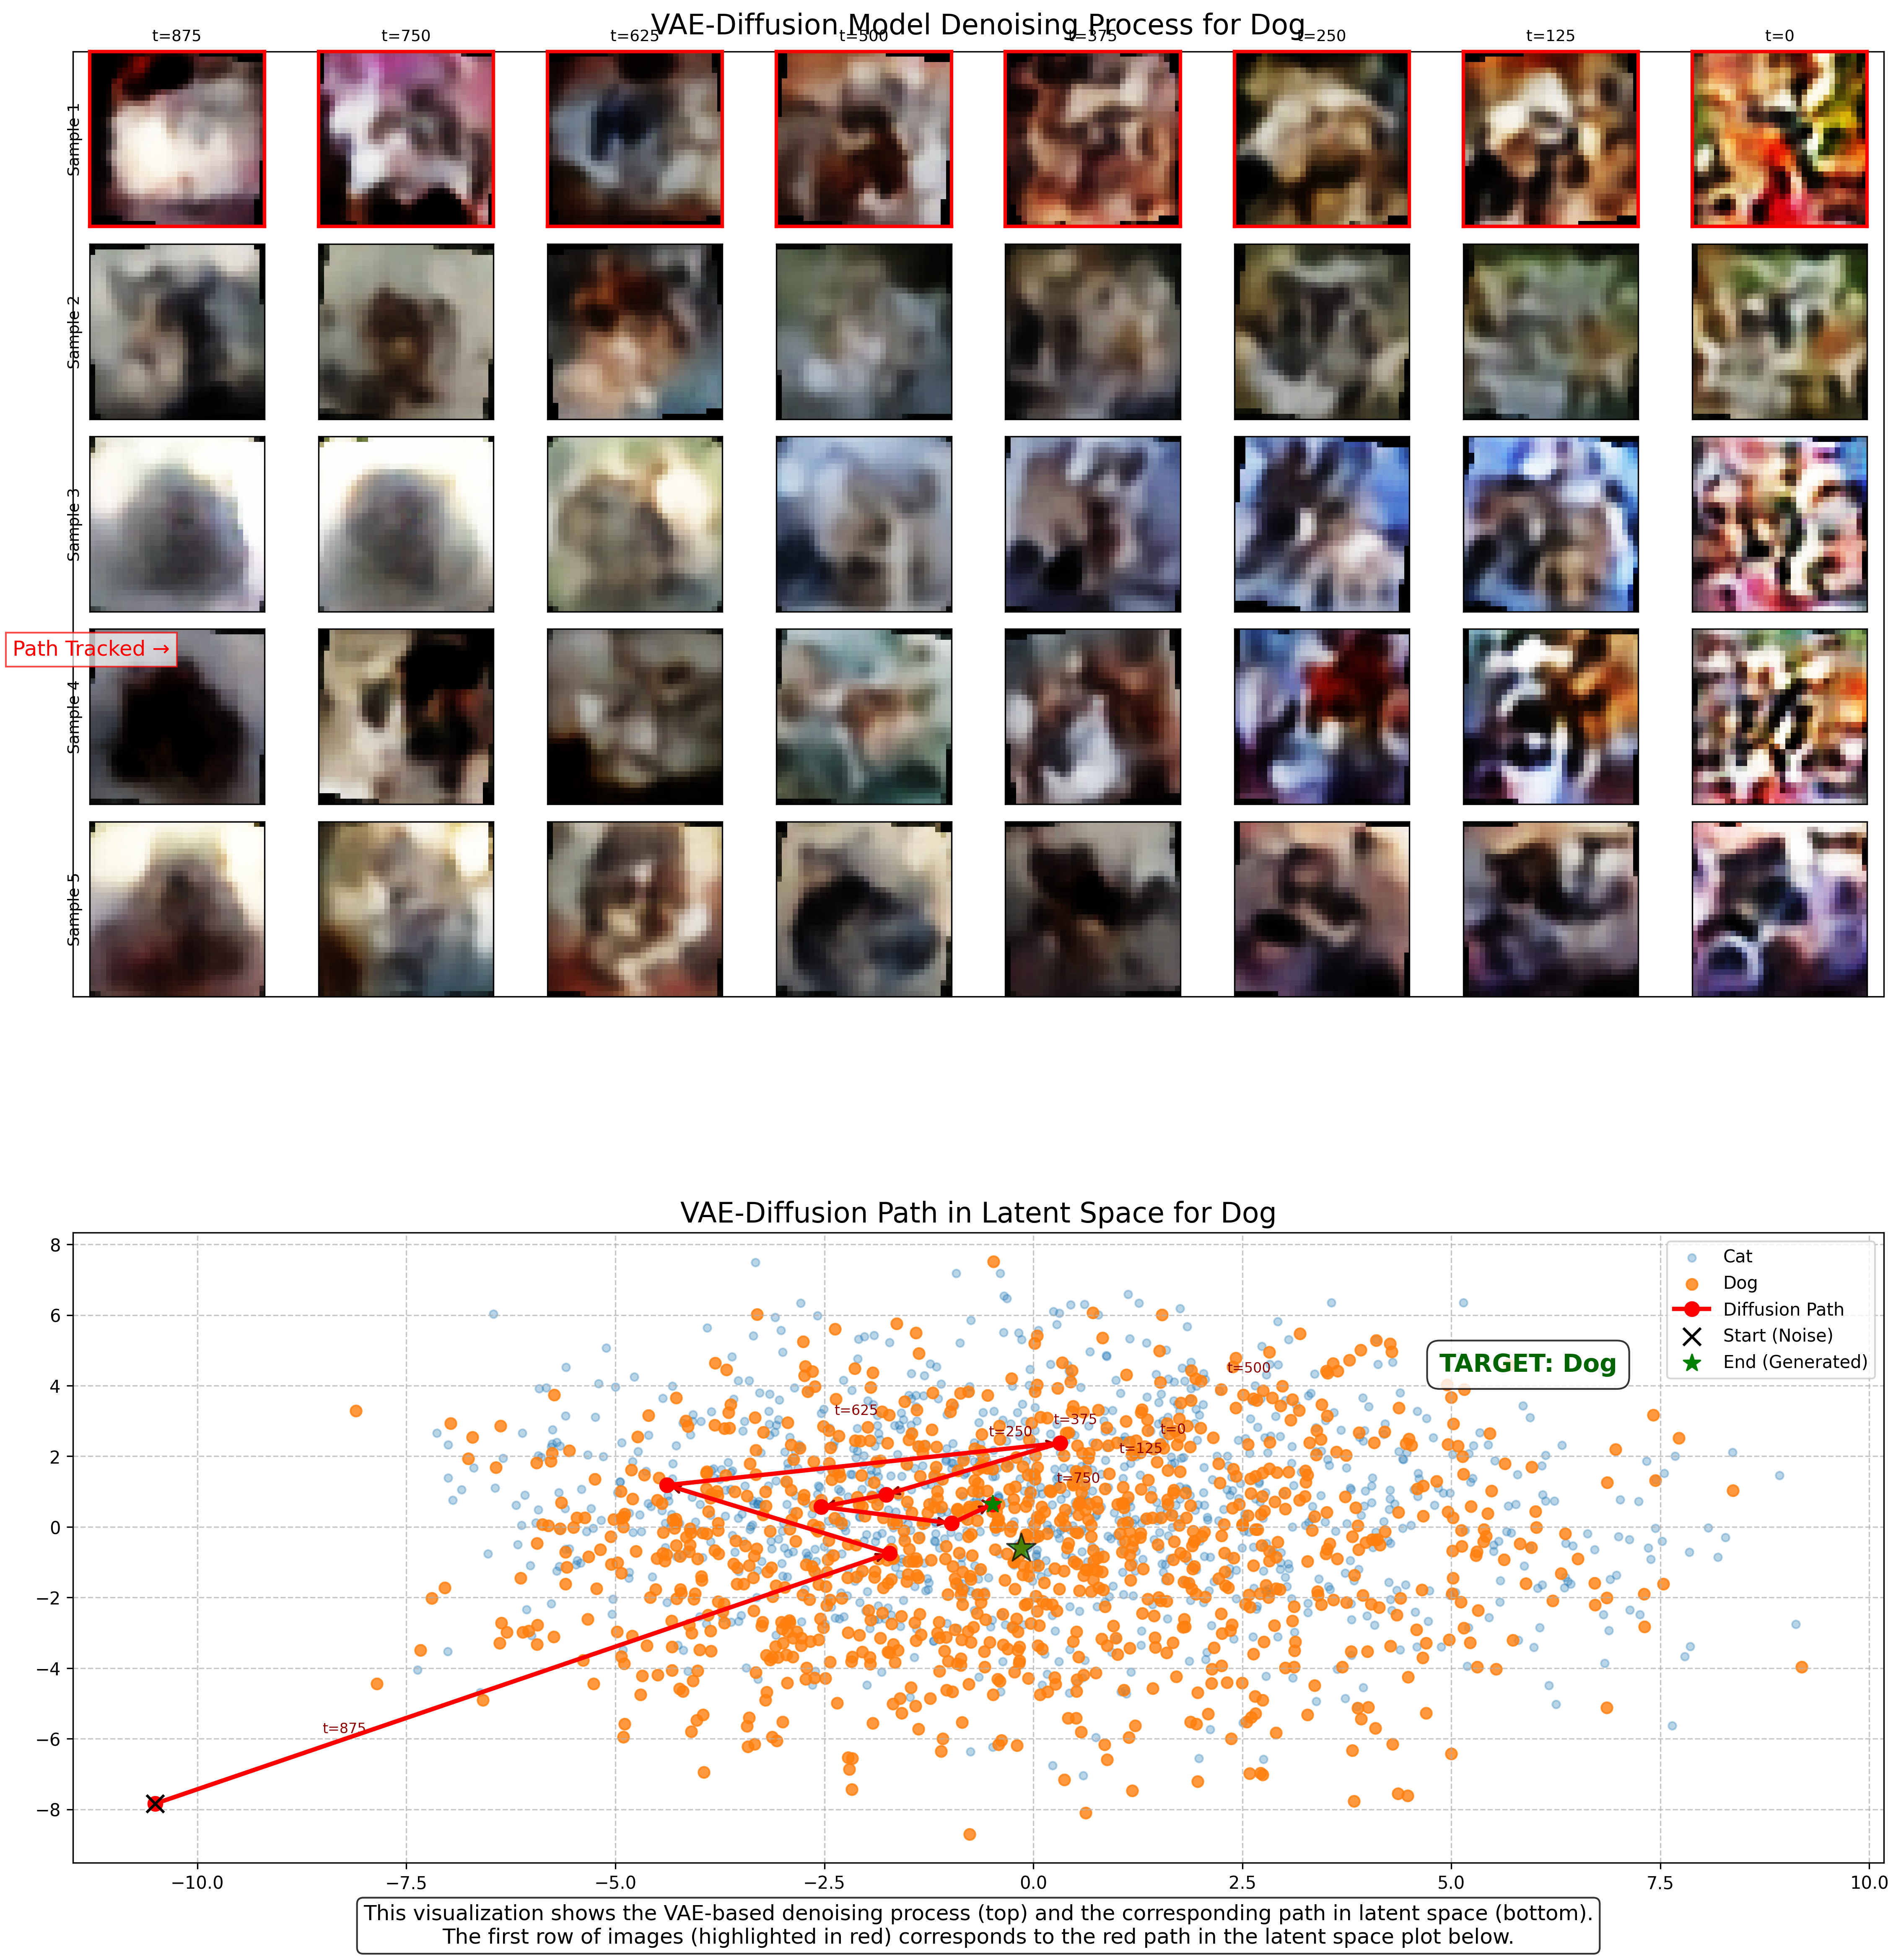 VAE-Diffusion Model Denoising Process for Dog
t=875
t=750
t=625
t=500
t=375
t=250
t=125
t=0
Sample 1
Sample 2
Sample 3
Path Tracked →
Sample 4
Sample 5
VAE-Diffusion Path in Latent Space for Dog
8
6
4
2
0
−2
−4
−6
−8
Cat
Dog
Diffusion Path
Start (Noise)
End (Generated)
TARGET: Dog
t=500
t=625
t=375
t=250
t=0
t=125
t=750
t=875
−10.0
−7.5
−5.0
−2.5
0.0
2.5
5.0
7.5
10.0
This visualization shows the VAE-based denoising process (top) and the corresponding path in latent space (bottom).
The first row of images (highlighted in red) corresponds to the red path in the latent space plot below.